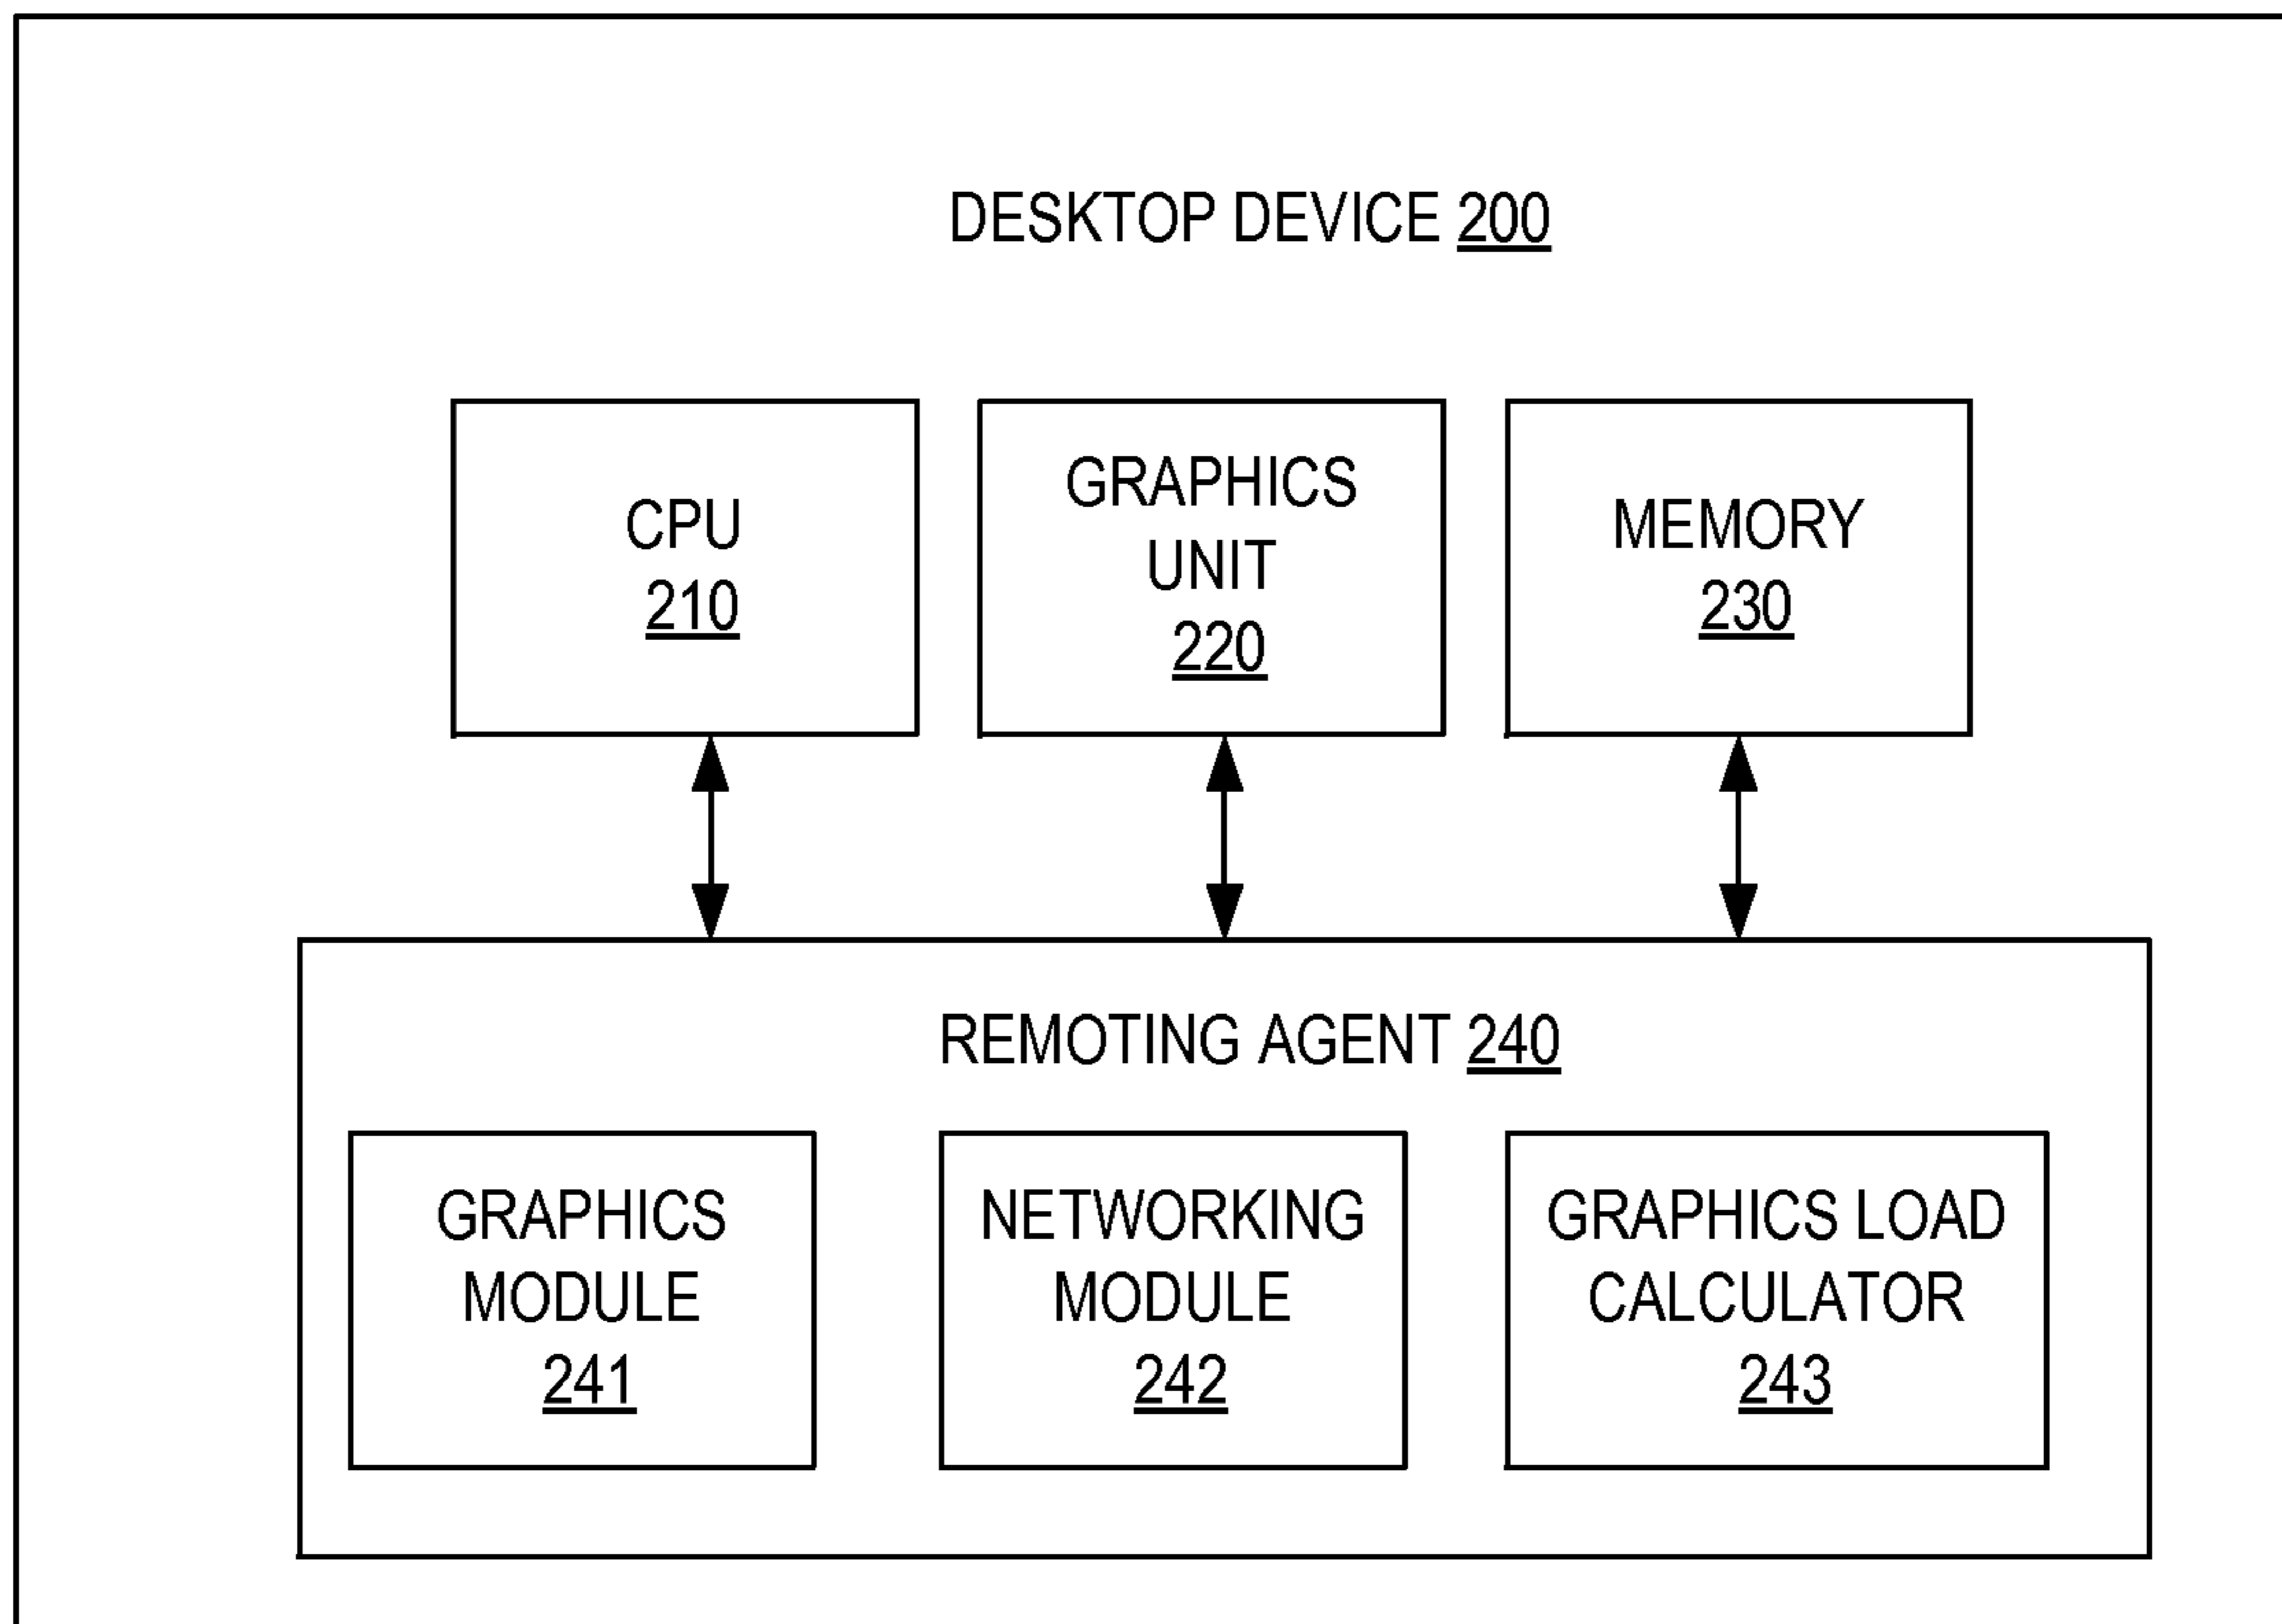 DESKTOP DEVICE 200
CPU
210
GRAPHICS
UNIT
220
MEMORY
230
REMOTING AGENT 240
GRAPHICS
MODULE
241
NETWORKING
MODULE
242
GRAPHICS LOAD
CALCULATOR
243